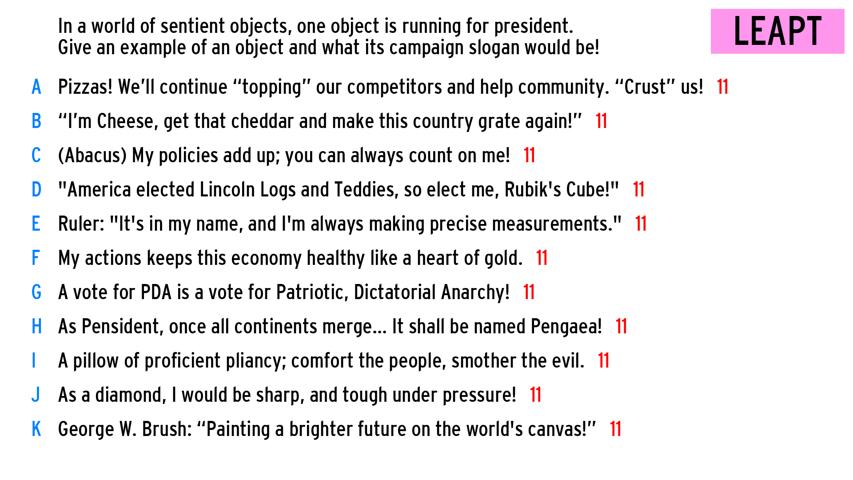 In a world of sentient objects, one object is running for president.
Give an example of an object and what its campaign slogan would be!
LEAPT
A Pizzas! We’ll continue “topping” our competitors and help community. “Crust” us! 11
B “I’m Cheese, get that cheddar and make this country grate again!” 11
C (Abacus) My policies add up; you can always count on me! 11
D "America elected Lincoln Logs and Teddies, so elect me, Rubik's Cube!" 11
E Ruler: "It's in my name, and I'm always making precise measurements." 11
F My actions keeps this economy healthy like a heart of gold. 11
G A vote for PDA is a vote for Patriotic, Dictatorial Anarchy! 11
H As Pensident, once all continents merge... It shall be named Pengaea! 11
I A pillow of proficient pliancy; comfort the people, smother the evil. 11
J As a diamond, I would be sharp, and tough under pressure! 11
K George W. Brush: “Painting a brighter future on the world's canvas!” 11